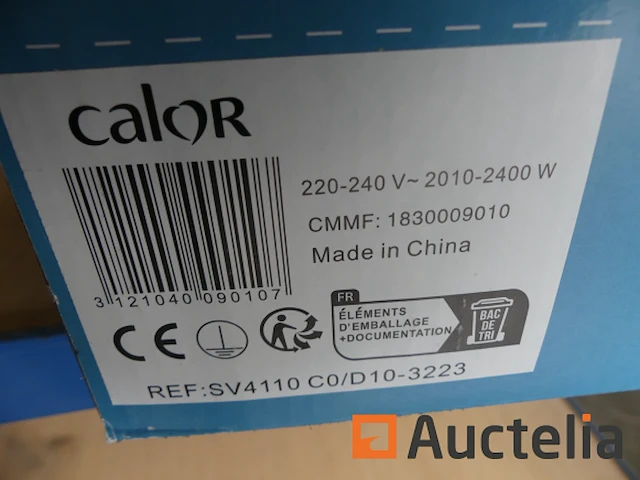 calOR
220-240 V~ 2010-2400 W
CMMF: 1830009010
Made in China
3 121040 090107
CE
FR
ÉLÉMENTS
D'EMBALLAGE
+DOCUMENTATION
BAC
DE
TRI
REF:SV4110 C0/D10-3223
Auctelia